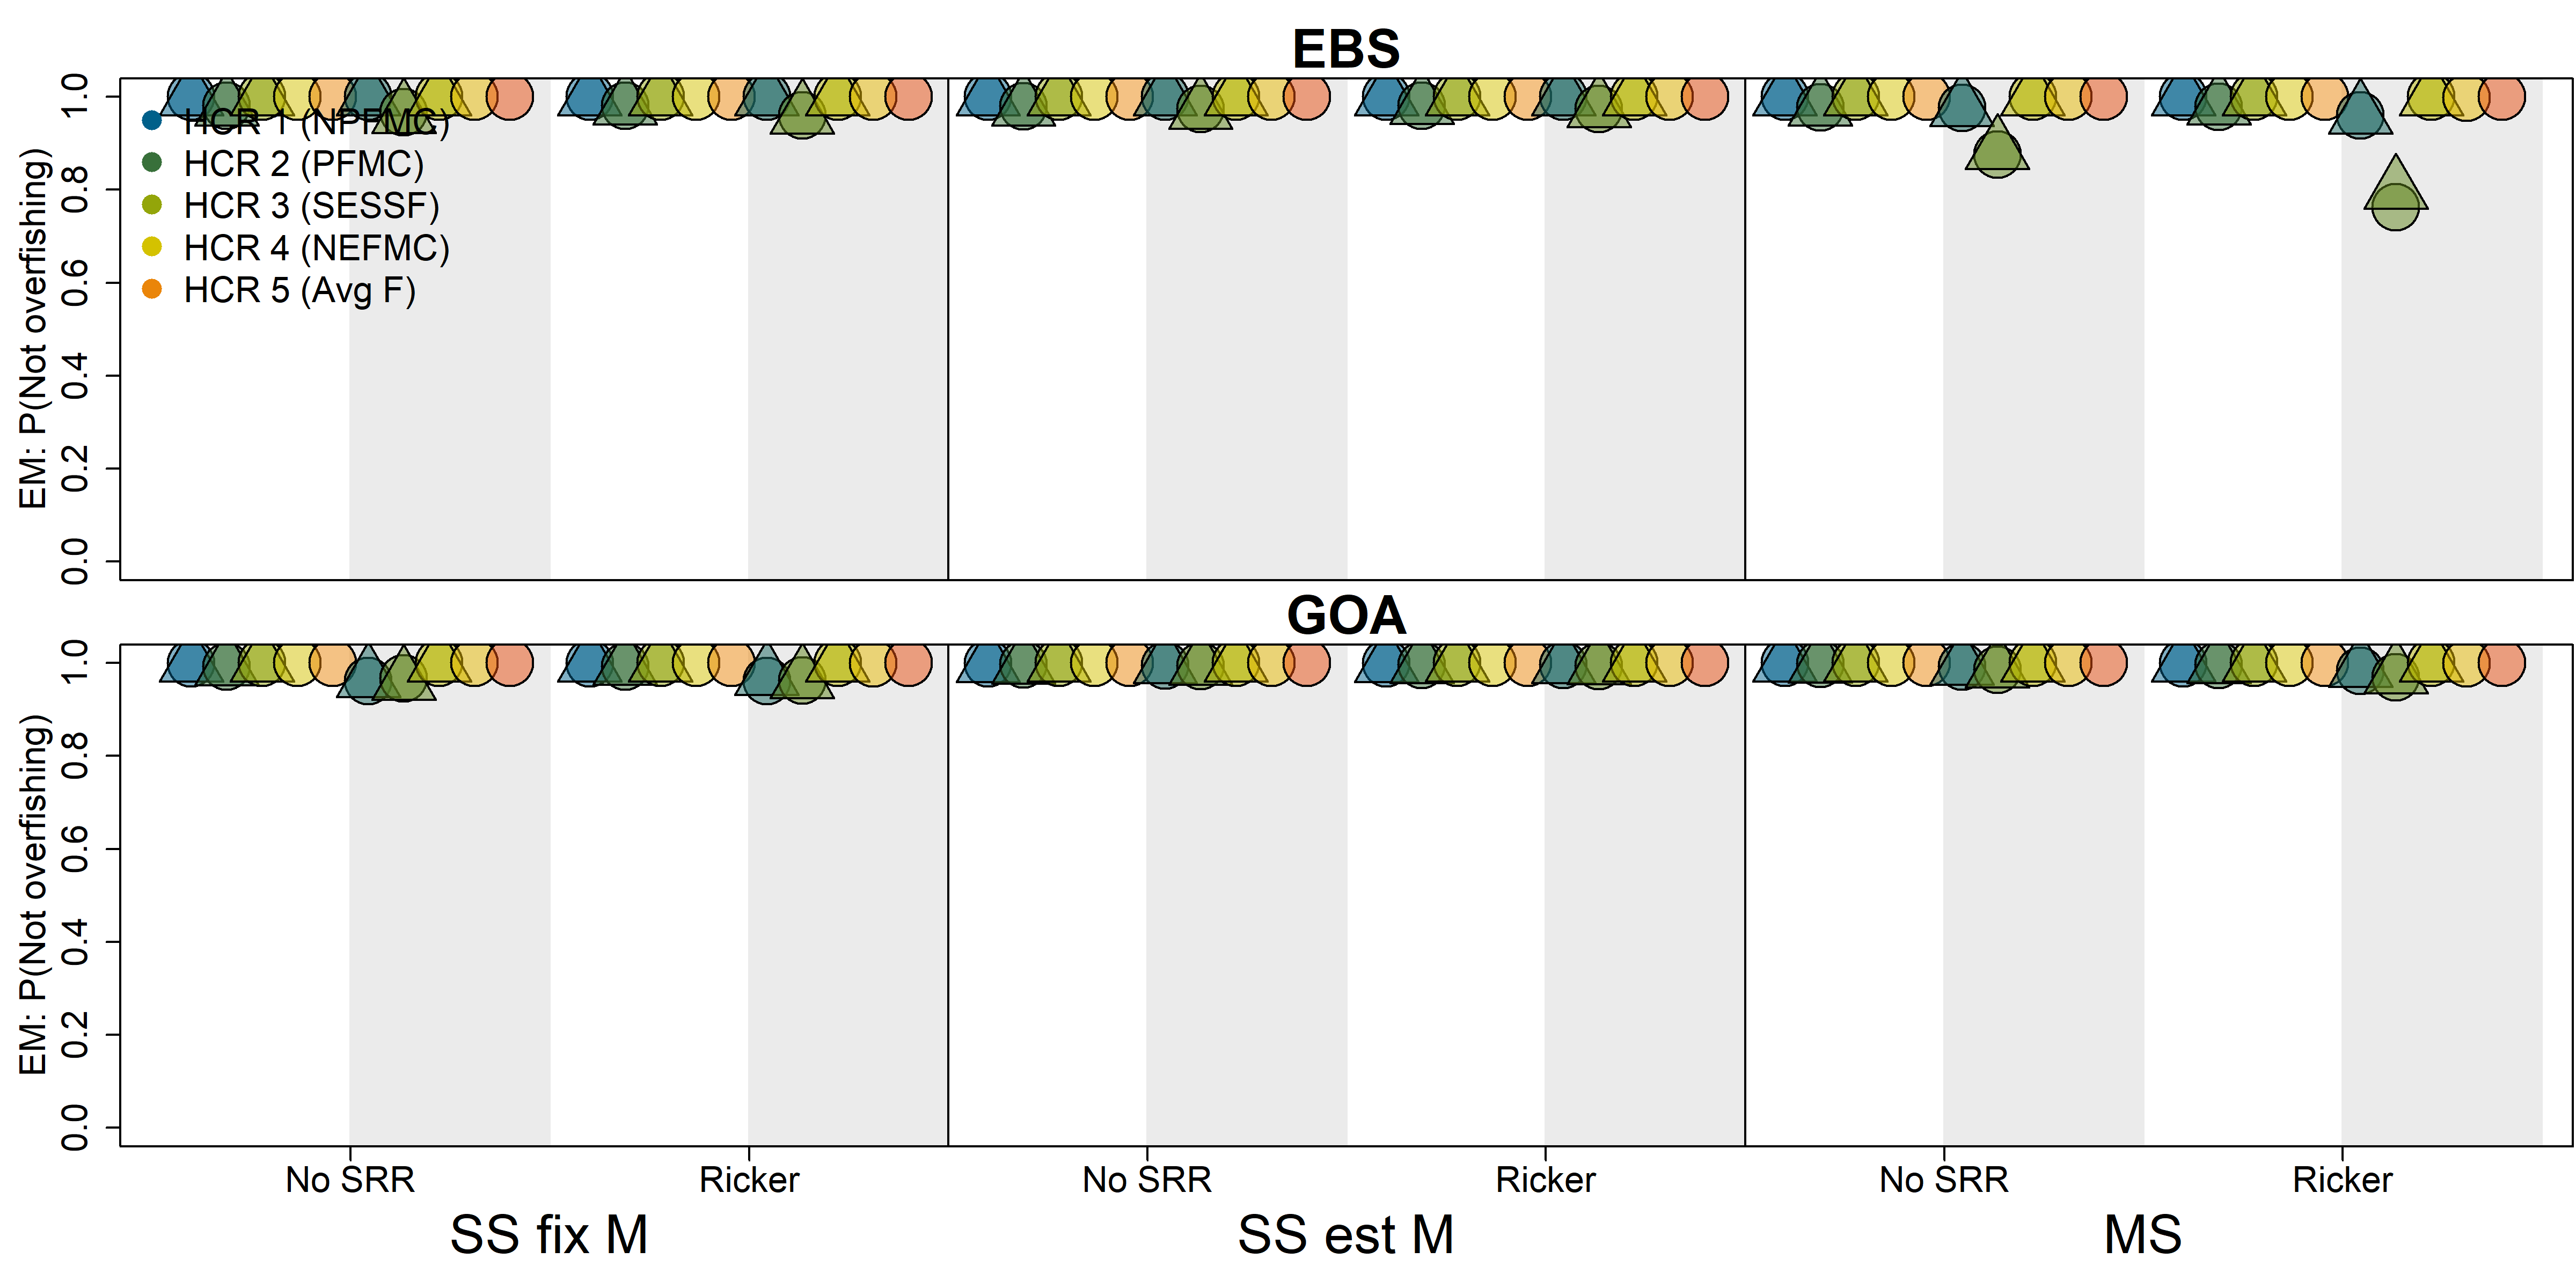 EBS
EM: P(Not overfishing)
1.0
0.8
0.6
0.4
0.2
0.0
HCR 1 (NPFMC)
HCR 2 (PFMC)
HCR 3 (SESSF)
HCR 4 (NEFMC)
HCR 5 (Avg F)
GOA
EM: P(Not overfishing)
1.0
0.8
0.6
0.4
0.2
0.0
No SRR Ricker No SRR Ricker No SRR Ricker
SS fix M SS est M MS